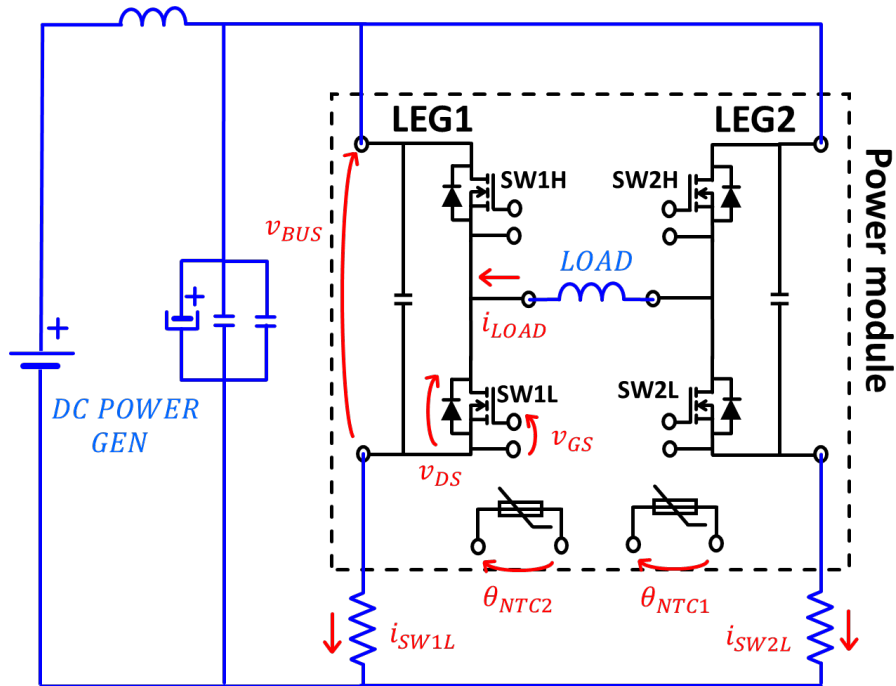 LEG1
LEG2
SW1H
SW2H
Power module
v_BUS
LOAD
i_LOAD
+
+
DC POWER
GEN
SW1L
SW2L
v_GS
v_DS
θ_NTC2
θ_NTC1
i_SW1L
i_SW2L